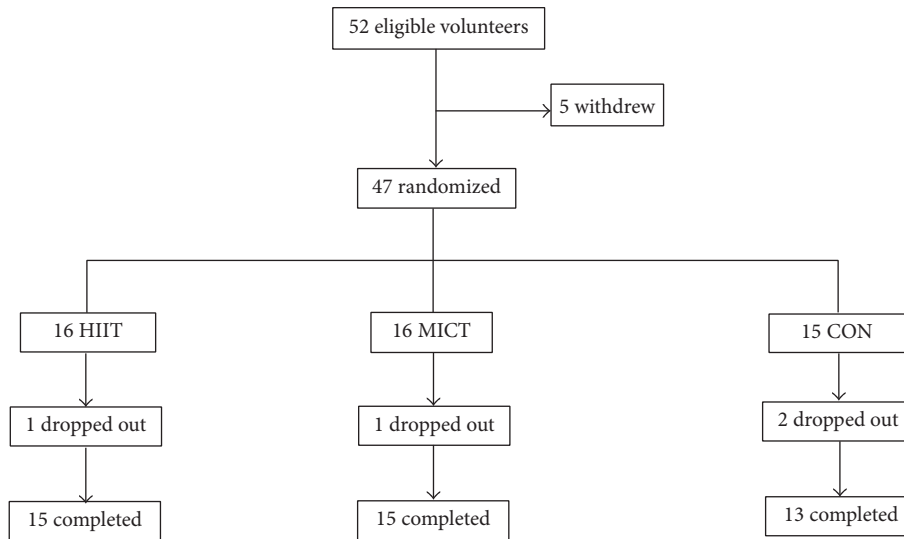 52 eligible volunteers
5 withdrew
47 randomized
16 HIIT
16 MICT
15 CON
1 dropped out
1 dropped out
2 dropped out
15 completed
15 completed
13 completed